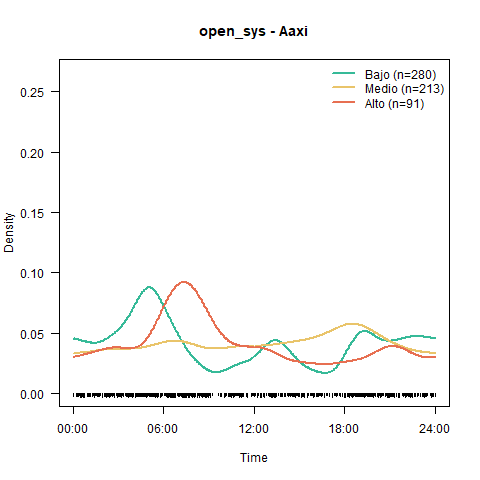 open_sys - Aaxi
Bajo (n=280)
Medio (n=213)
Alto (n=91)
0.25
0.20
0.15
0.10
0.05
0.00
Density
00:00 06:00 12:00 18:00 24:00
Time